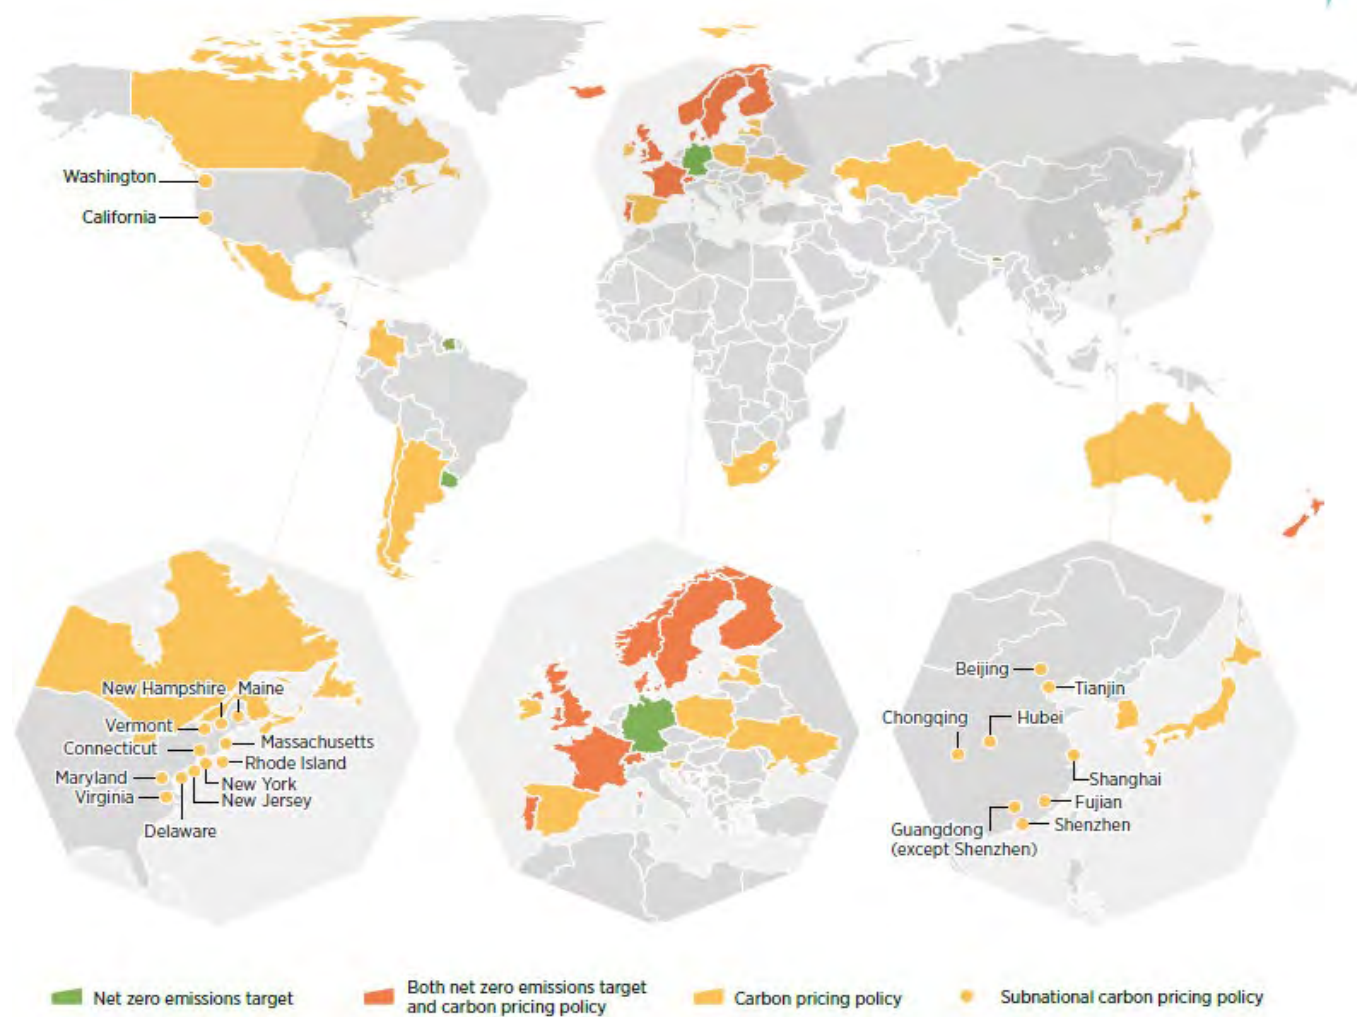 Washington
California
New Hampshire
Maine
Vermont
Connecticut
Massachusetts
Rhode Island
Maryland
New York
Virginia
New Jersey
Delaware
Beijing
Tianjin
Chongqing
Hubei
Shanghai
Fujian
Guangdong
(except Shenzhen)
Shenzhen
Net zero emissions target
Both net zero emissions target
and carbon pricing policy
Carbon pricing policy
Subnational carbon pricing policy